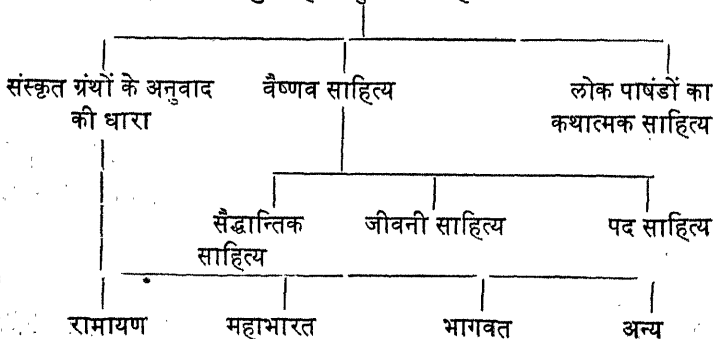 संस्कृत ग्रंथों के अनुवाद वैष्णव साहित्य लोक पाषंडों का
की धारा कथात्मक साहित्य
सैद्धान्तिक जीवनी साहित्य पद साहित्य
साहित्य
रामायण महाभारत भागवत अन्य